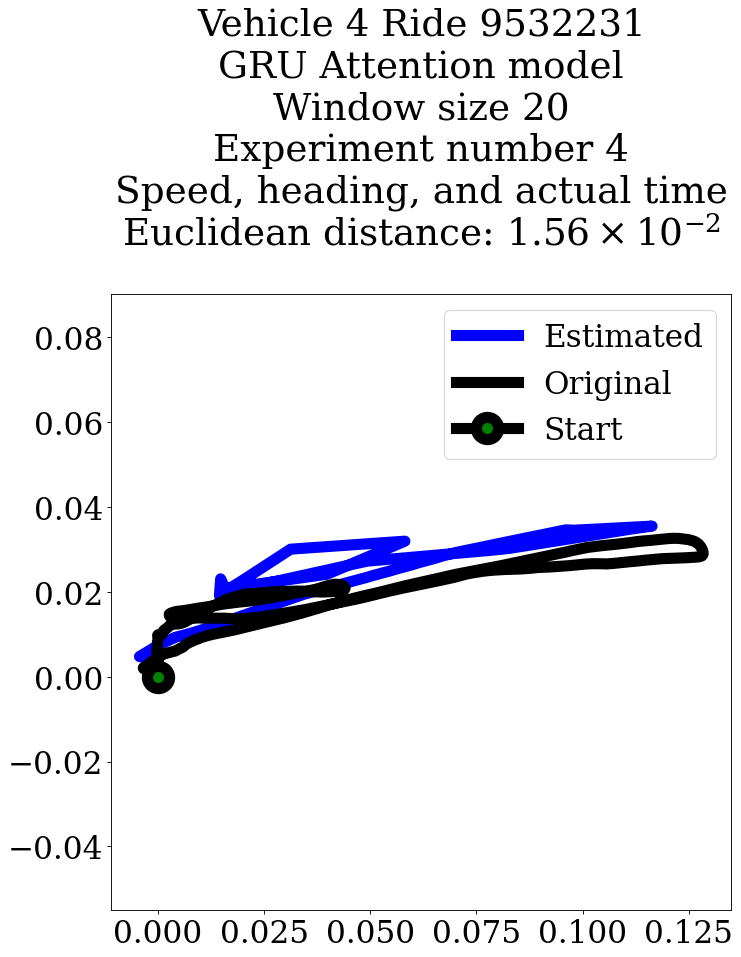 Vehicle 4 Ride 9532231
GRU Attention model
Window size 20
Experiment number 4
Speed, heading, and actual time
Euclidean distance: 1.56 × 10⁻²
Estimated
Original
Start
0.08
0.06
0.04
0.02
0.00
−0.02
−0.04
0.000 0.025 0.050 0.075 0.100 0.125